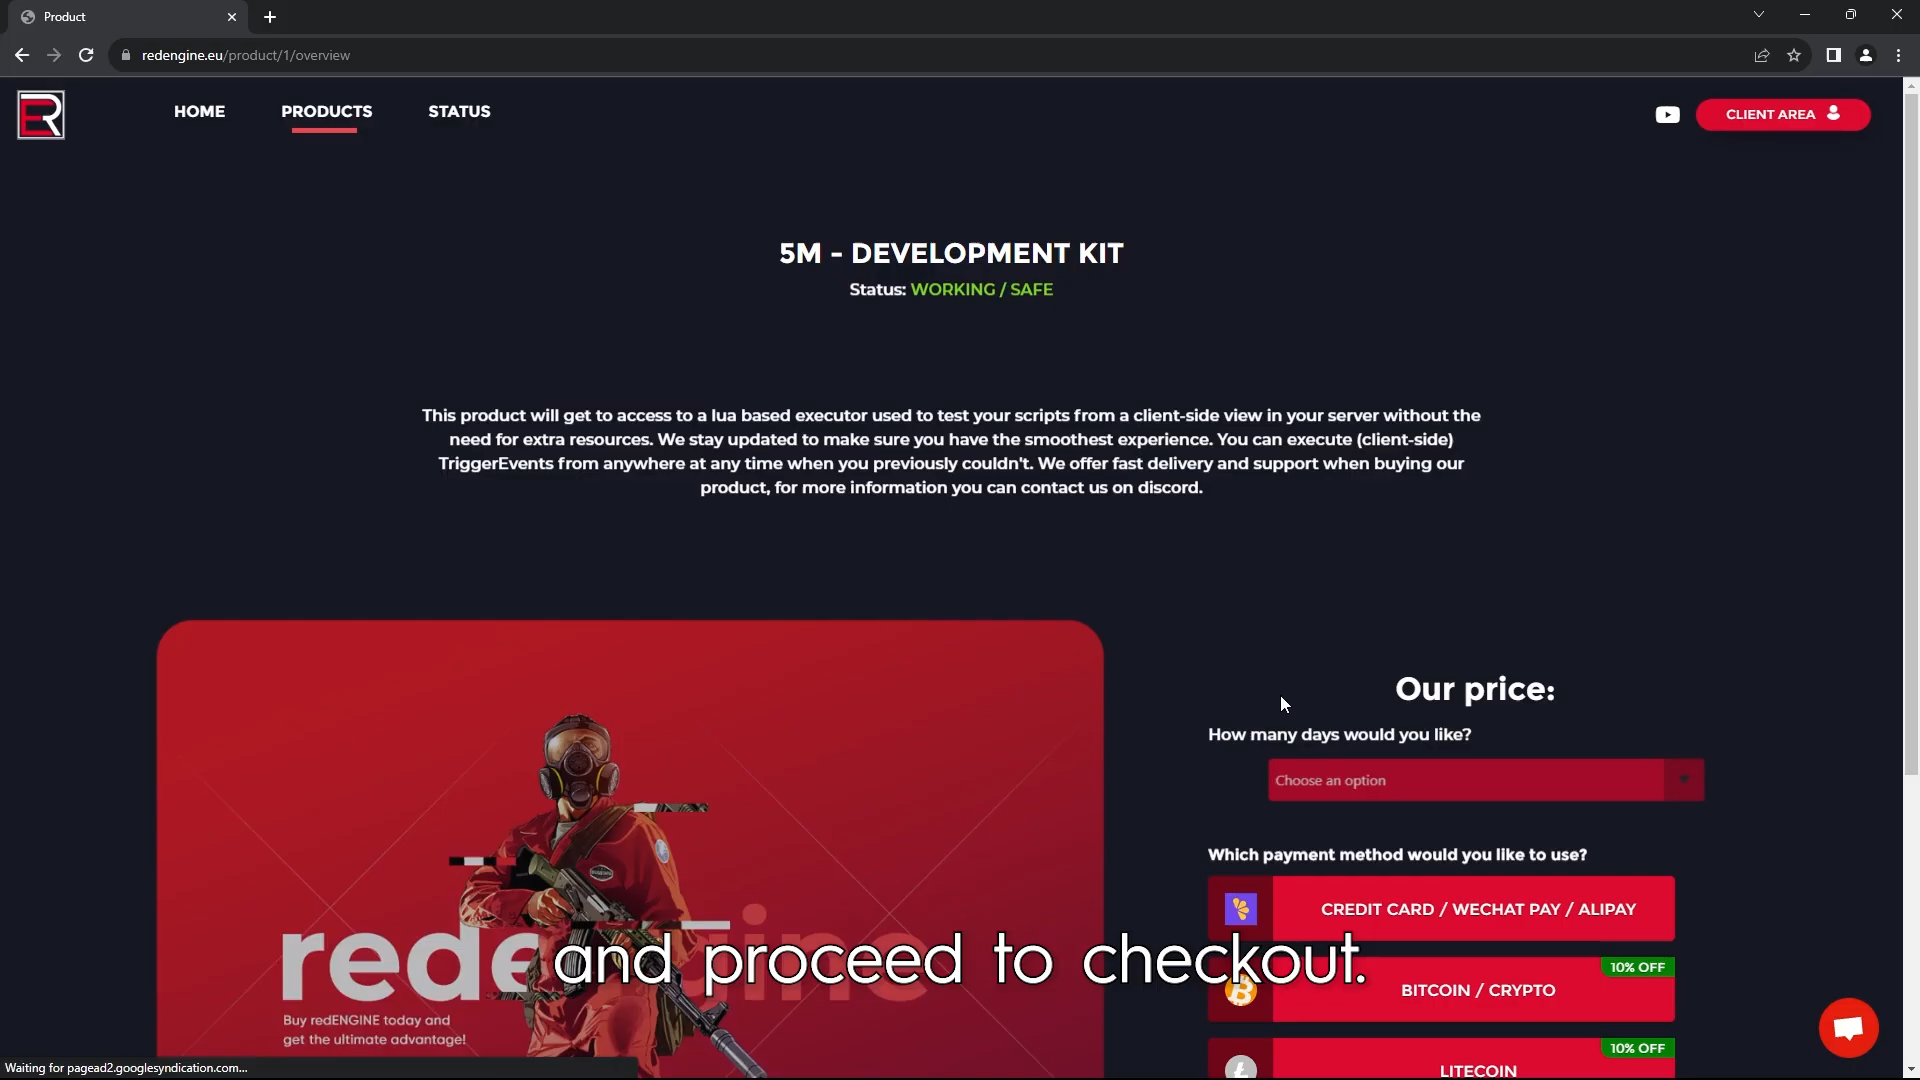 Product
redengine.eu/product/1/overview
HOME
PRODUCTS
STATUS
CLIENT AREA
5M - DEVELOPMENT KIT
Status: WORKING / SAFE
This product will get to access to a lua based executor used to test your scripts from a client-side view in your server without the
need for extra resources. We stay updated to make sure you have the smoothest experience. You can execute (client-side)
TriggerEvents from anywhere at any time when you previously couldn't. We offer fast delivery and support when buying our
product, for more information you can contact us on discord.
Our price:
How many days would you like?
Choose an option
Which payment method would you like to use?
CREDIT CARD / WECHAT PAY / ALIPAY
10% OFF
BITCOIN / CRYPTO
10% OFF
LITECOIN
redengine
and proceed to checkout.
Buy redENGINE today and
get the ultimate advantage!
Waiting for pagead2.googlesyndication.com...